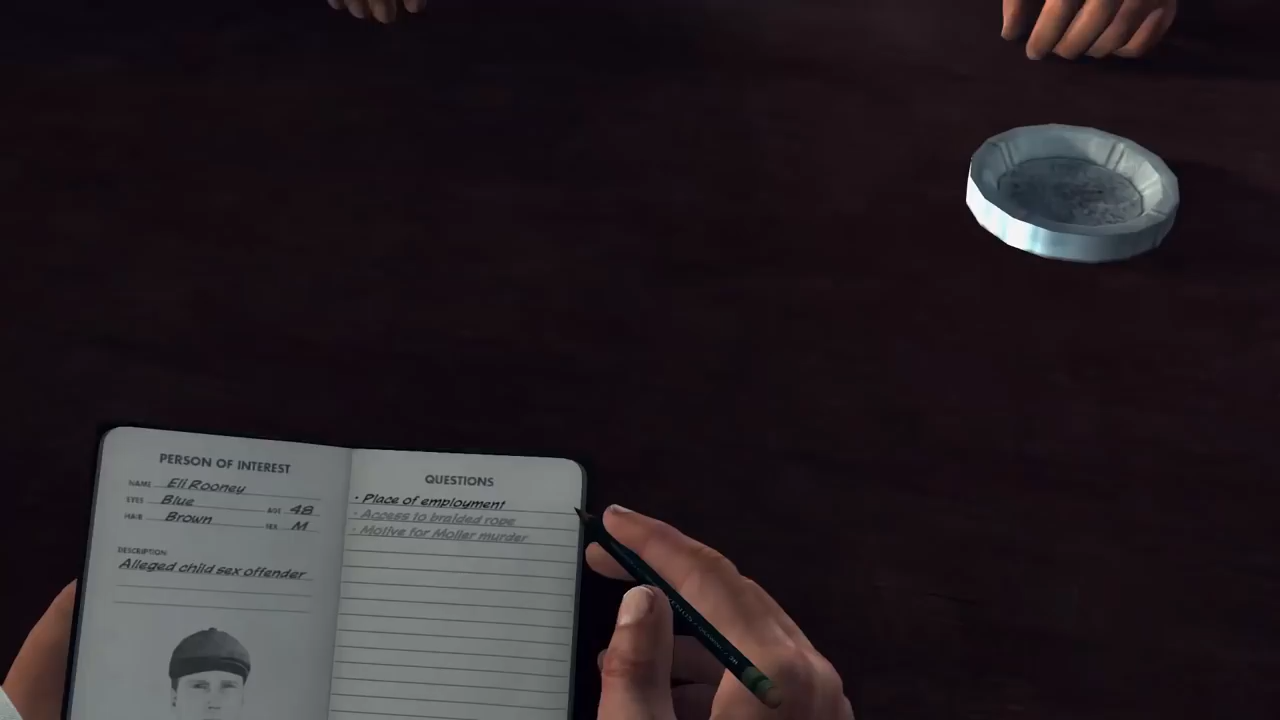 PERSON OF INTEREST
NAME Eli Rooney
EYES Blue AGE 48
HAIR Brown SEX M
DESCRIPTION
Alleged child sex offender
QUESTIONS
· Place of employment
· Access to braided rope
· Motive for Moller murder
VENUS